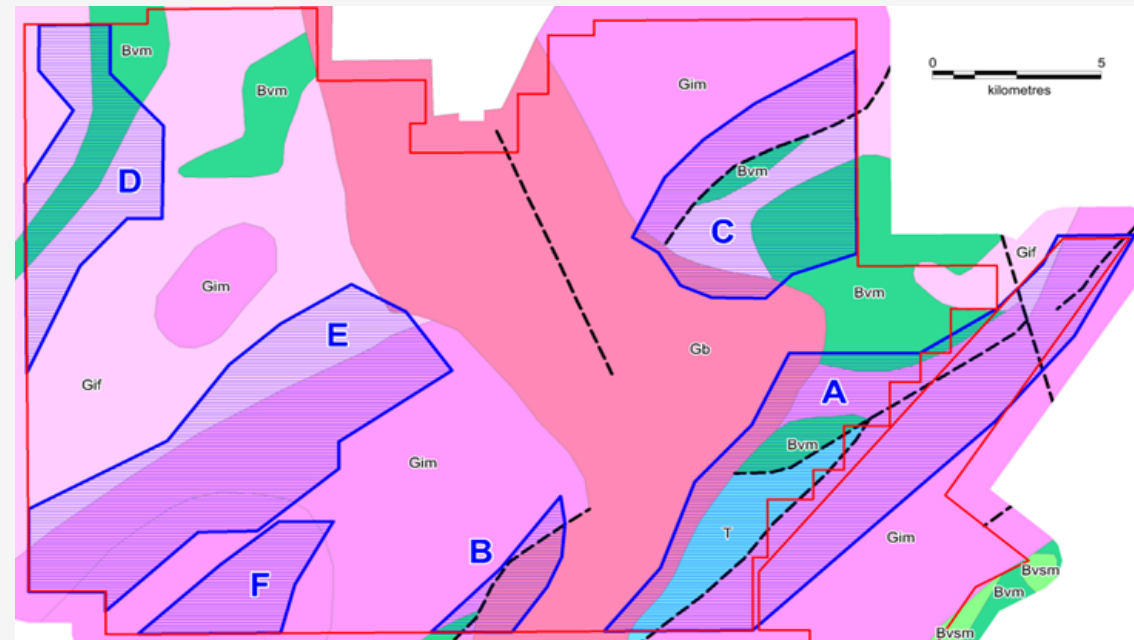 Bvm
Bvm
Gim
0 5
kilometres
Bvm
D
C
Gif
Gim
Bvm
E
Gb
A
Gif
Bvm
Gim
T
Gim
B
F
Bvsm
Bvm
Bvsm